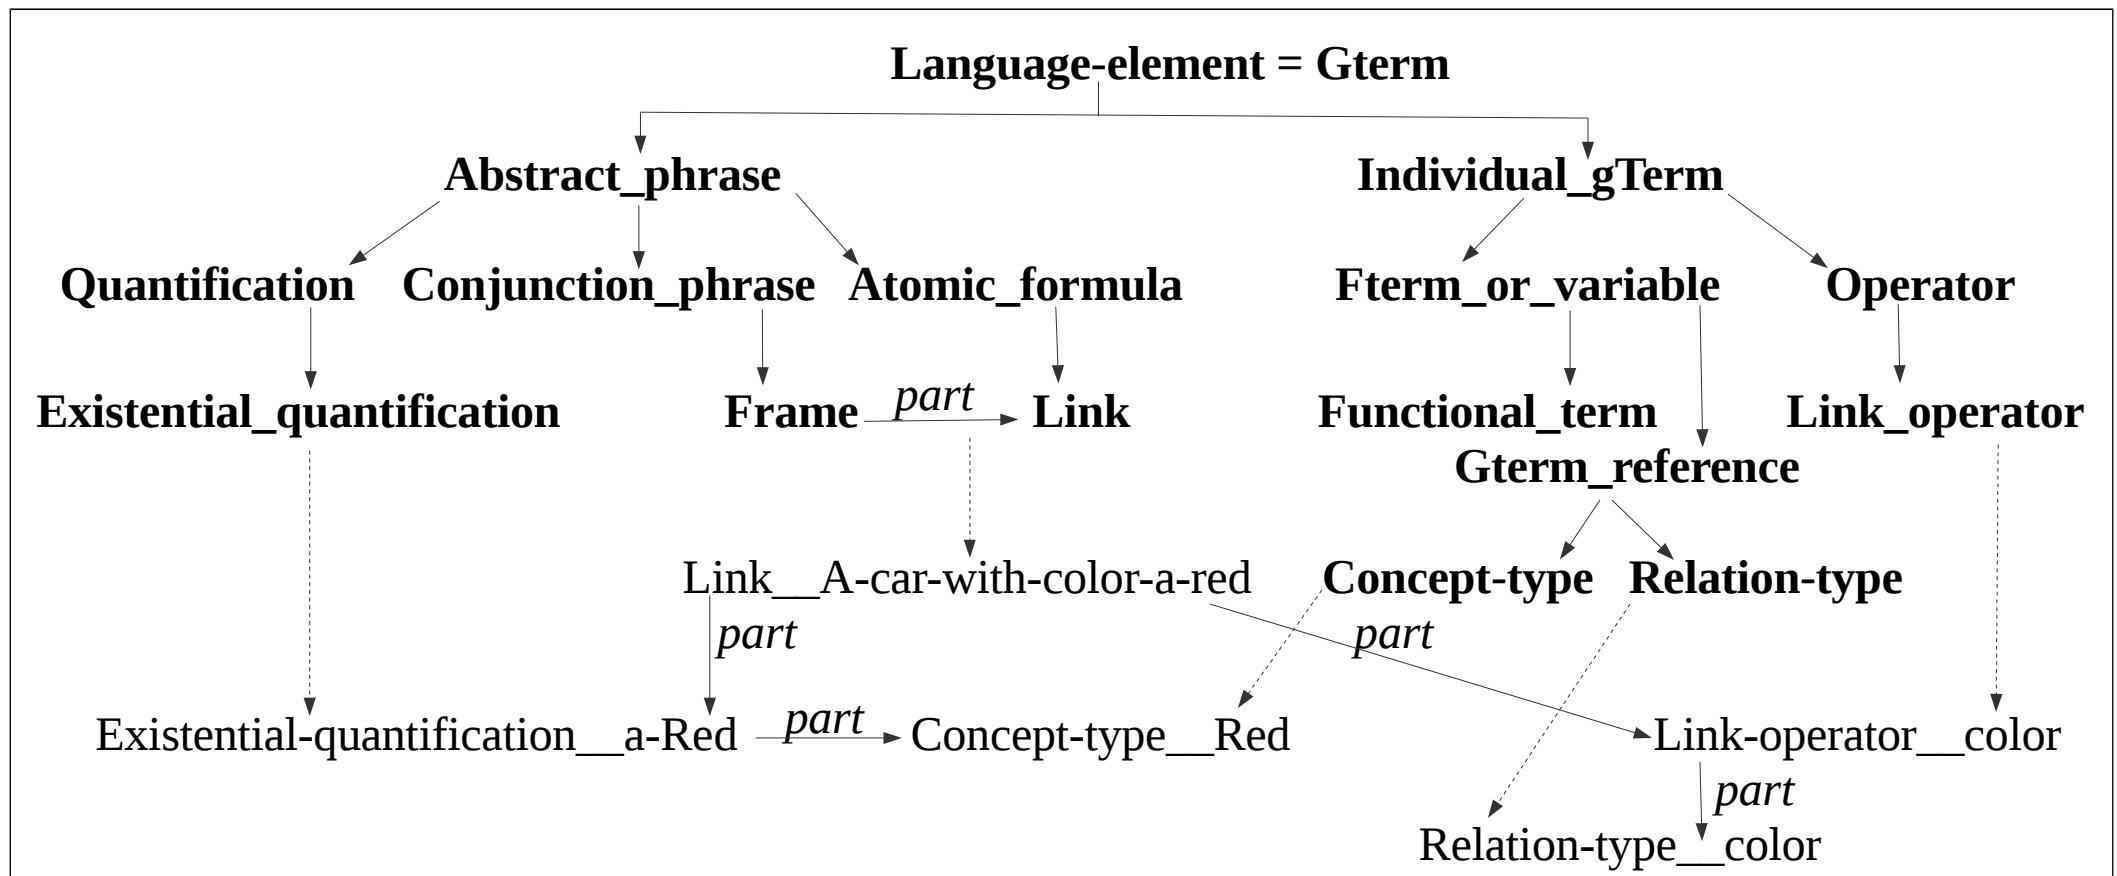 Language-element = Gterm
Abstract_phrase Individual_gTerm
Quantification Conjunction_phrase Atomic_formula Fterm_or_variable Operator
part
Existential_quantification Frame Link Functional_term Link_operator
Gterm_reference
Link__A-car-with-color-a-red Concept-type Relation-type
part part
part
Existential-quantification__a-Red Concept-type__Red Link-operator__color
part
Relation-type__color